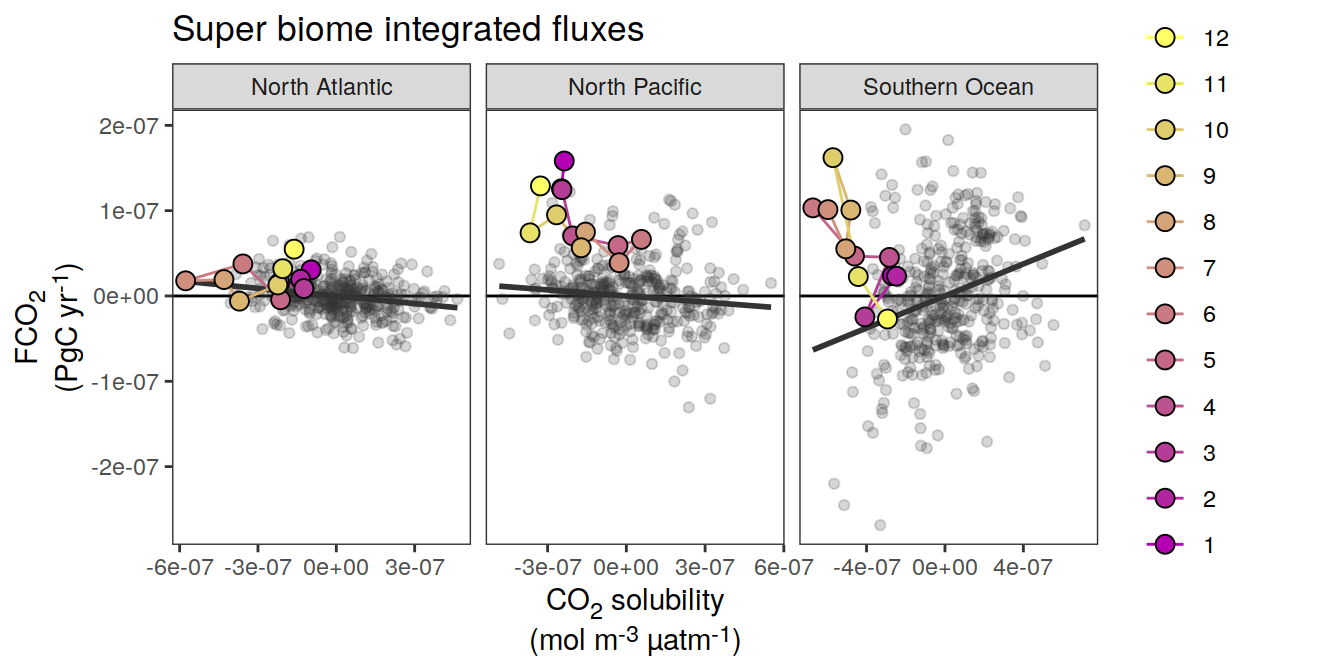 Super biome integrated fluxes
North Atlantic
North Pacific
Southern Ocean
2e-07
1e-07
0e+00
-1e-07
-2e-07
FCO2
(PgC yr-1)
-6e-07 -3e-07 0e+00 3e-07
-3e-07 0e+00 3e-07 6e-07
-4e-07 0e+00 4e-07
CO2 solubility
(mol m-3 µatm-1)
12
11
10
9
8
7
6
5
4
3
2
1